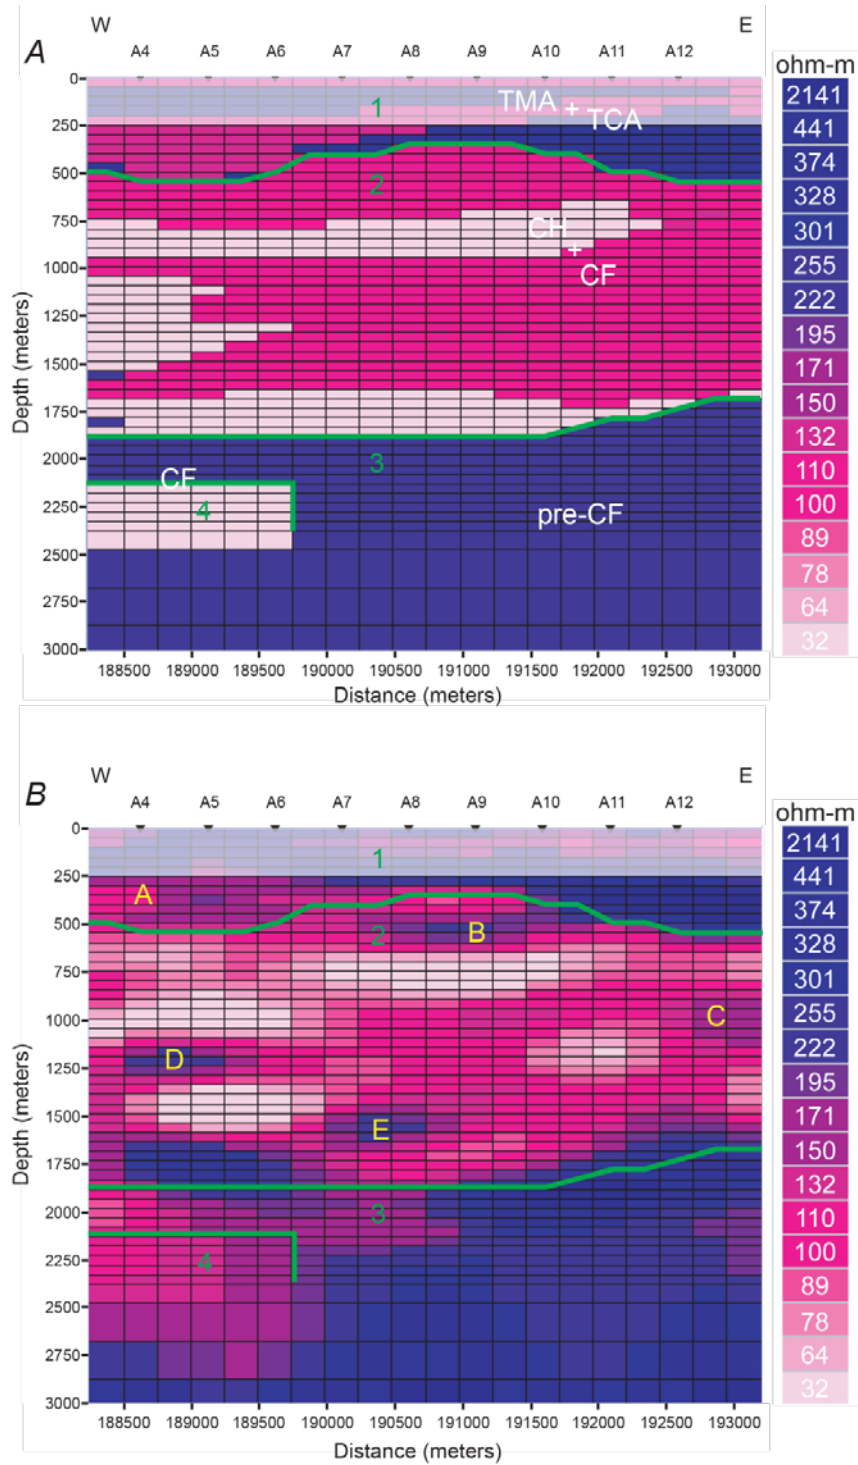 W E
A
A4 A5 A6 A7 A8 A9 A10 A11 A12
ohm-m
0
250
500
750
1000
1250
1500
1750
2000
2250
2500
2750
3000
Depth (meters)
1
TMA + TCA
2
CH + CF
3
CF
4
pre-CF
2141
441
374
328
301
255
222
195
171
150
132
110
100
89
78
64
32
188500 189000 189500 190000 190500 191000 191500 192000 192500 193000
Distance (meters)
W E
B
A4 A5 A6 A7 A8 A9 A10 A11 A12
ohm-m
0
250
500
750
1000
1250
1500
1750
2000
2250
2500
2750
3000
Depth (meters)
1
A
2
B
C
D
E
3
4
2141
441
374
328
301
255
222
195
171
150
132
110
100
89
78
64
32
188500 189000 189500 190000 190500 191000 191500 192000 192500 193000
Distance (meters)